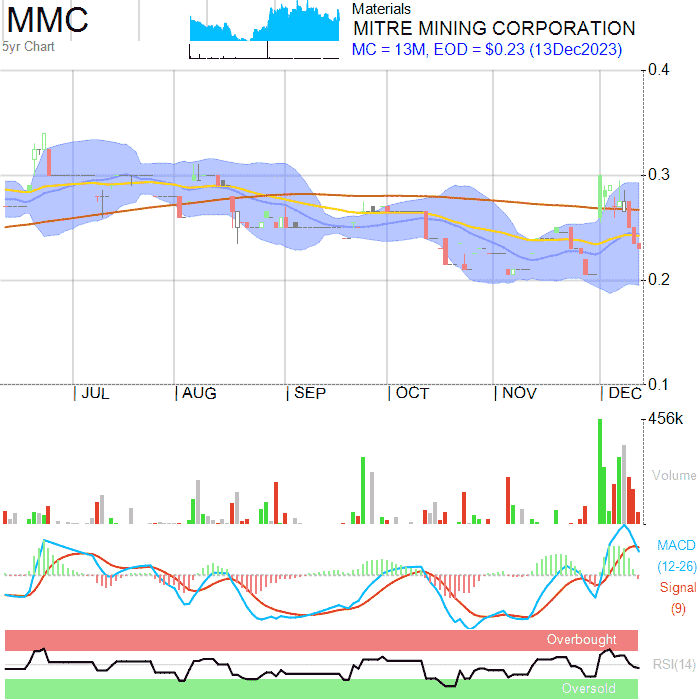 MMC
5yr Chart
Materials
MITRE MINING CORPORATION
MC = 13M, EOD = $0.23 (13Dec2023)
0.4
0.3
0.2
0.1
JUL
AUG
SEP
OCT
NOV
DEC
456k
Volume
MACD
(12-26)
Signal
(9)
Overbought
RSI(14)
Oversold